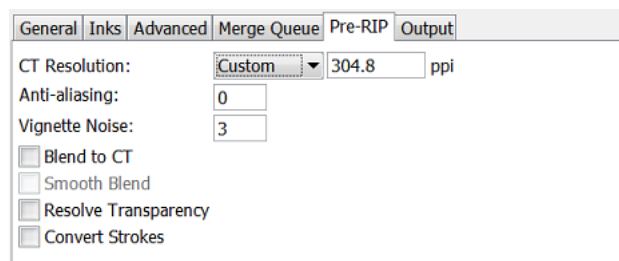 General Inks Advanced Merge Queue Pre-RIP Output
CT Resolution: Custom 304.8 ppi
Anti-aliasing: 0
Vignette Noise: 3
Blend to CT
Smooth Blend
Resolve Transparency
Convert Strokes